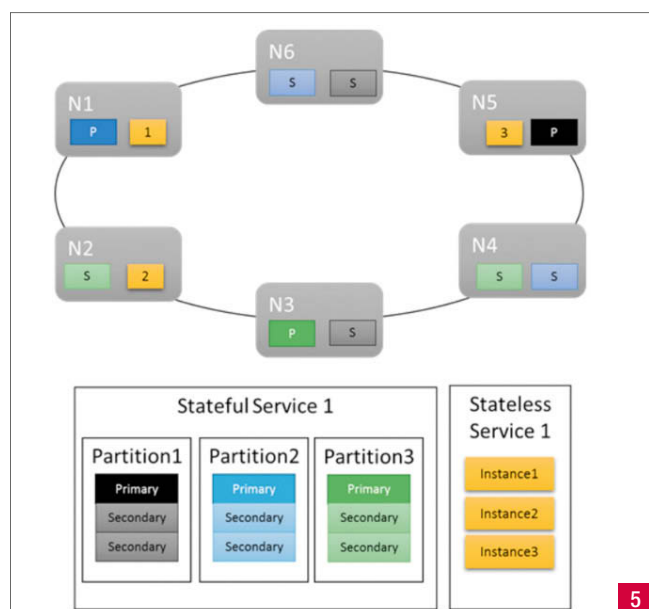 N6
S S
N1
P 1
N5
3 P
N2
S 2
N4
S S
N3
P S
Stateful Service 1
Partition1
Primary
Secondary
Secondary
Partition2
Primary
Secondary
Secondary
Partition3
Primary
Secondary
Secondary
Stateless
Service 1
Instance1
Instance2
Instance3
5